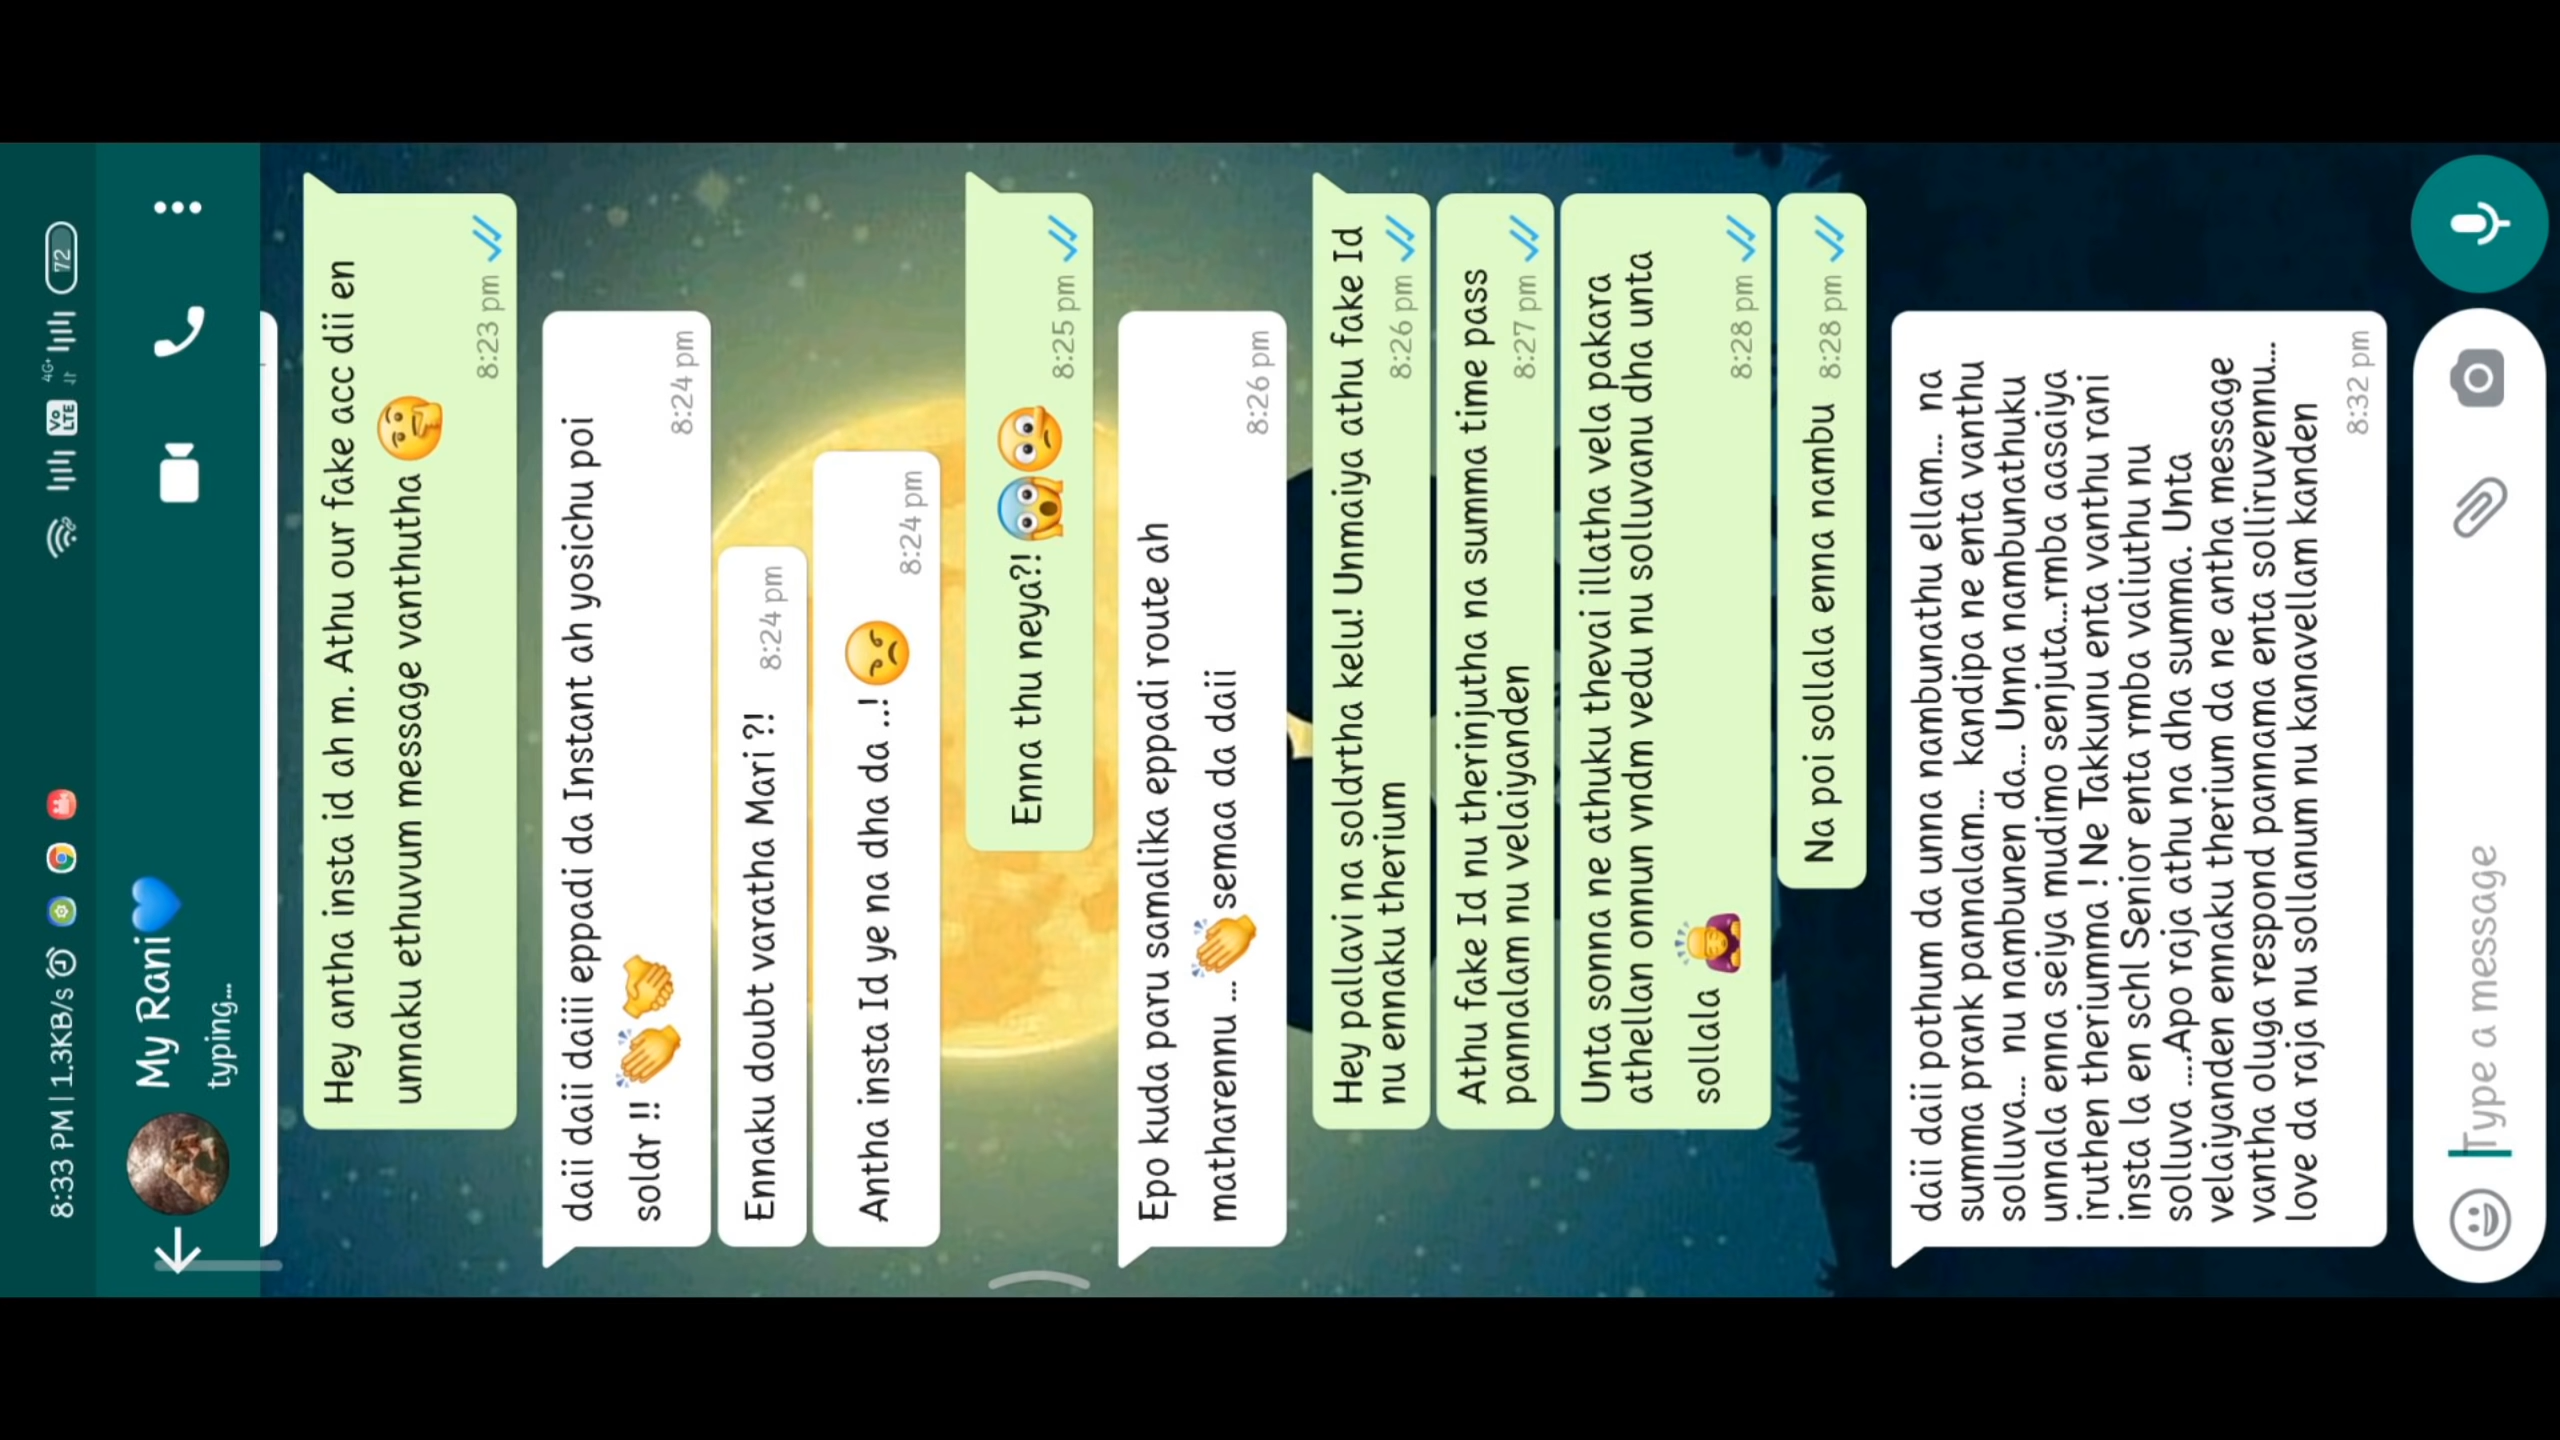 8:33 PM | 1.3KB/s
4G+
Vo
LTE
72
My Rani💙
typing...
Hey antha insta id ah m. Athu our fake acc dii en
unnaku ethuvum message vanthutha 🤔
8:23 pm
daii daii daiii eppadi da Instant ah yosichu poi
soldr !! 👏🤝
8:24 pm
Ennaku doubt varatha Mari ?!
8:24 pm
Antha insta Id ye na dha da ..! 😞
8:24 pm
Enna thu neya?! 😱🫤
8:25 pm
Epo kuda paru samalika eppadi route ah
matharennu ... 👏 semaa da daii
8:26 pm
Hey pallavi na soldrtha kelu! Unmaiya athu fake Id
nu ennaku therium
8:26 pm
Athu fake Id nu therinjutha na summa time pass
pannalam nu velaiyanden
8:27 pm
Unta sonna ne athuku thevai illatha vela pakara
athellan onnun vndm vedu nu solluvanu dha unta
sollala 🙇
8:28 pm
Na poi sollala enna nambu
8:28 pm
daii daii pothum da unna nambunathu ellam... na
summa prank pannalam... kandipa ne enta vanthu
solluva... nu nambunen da... Unna nambunathuku
unnala enna seiya mudimo senjuta..rmba aasaiya
iruthen theriumma ! Ne Takkunu enta vanthu rani
insta la en schl Senior enta rmba valiuthu nu
solluva ....Apo raja athu na dha summa. Unta
velaiyanden ennaku therium da ne antha message
vantha oluga respond pannama enta solliruvennu...
love da raja nu sollanum nu kanavellam kanden
8:32 pm
Type a message